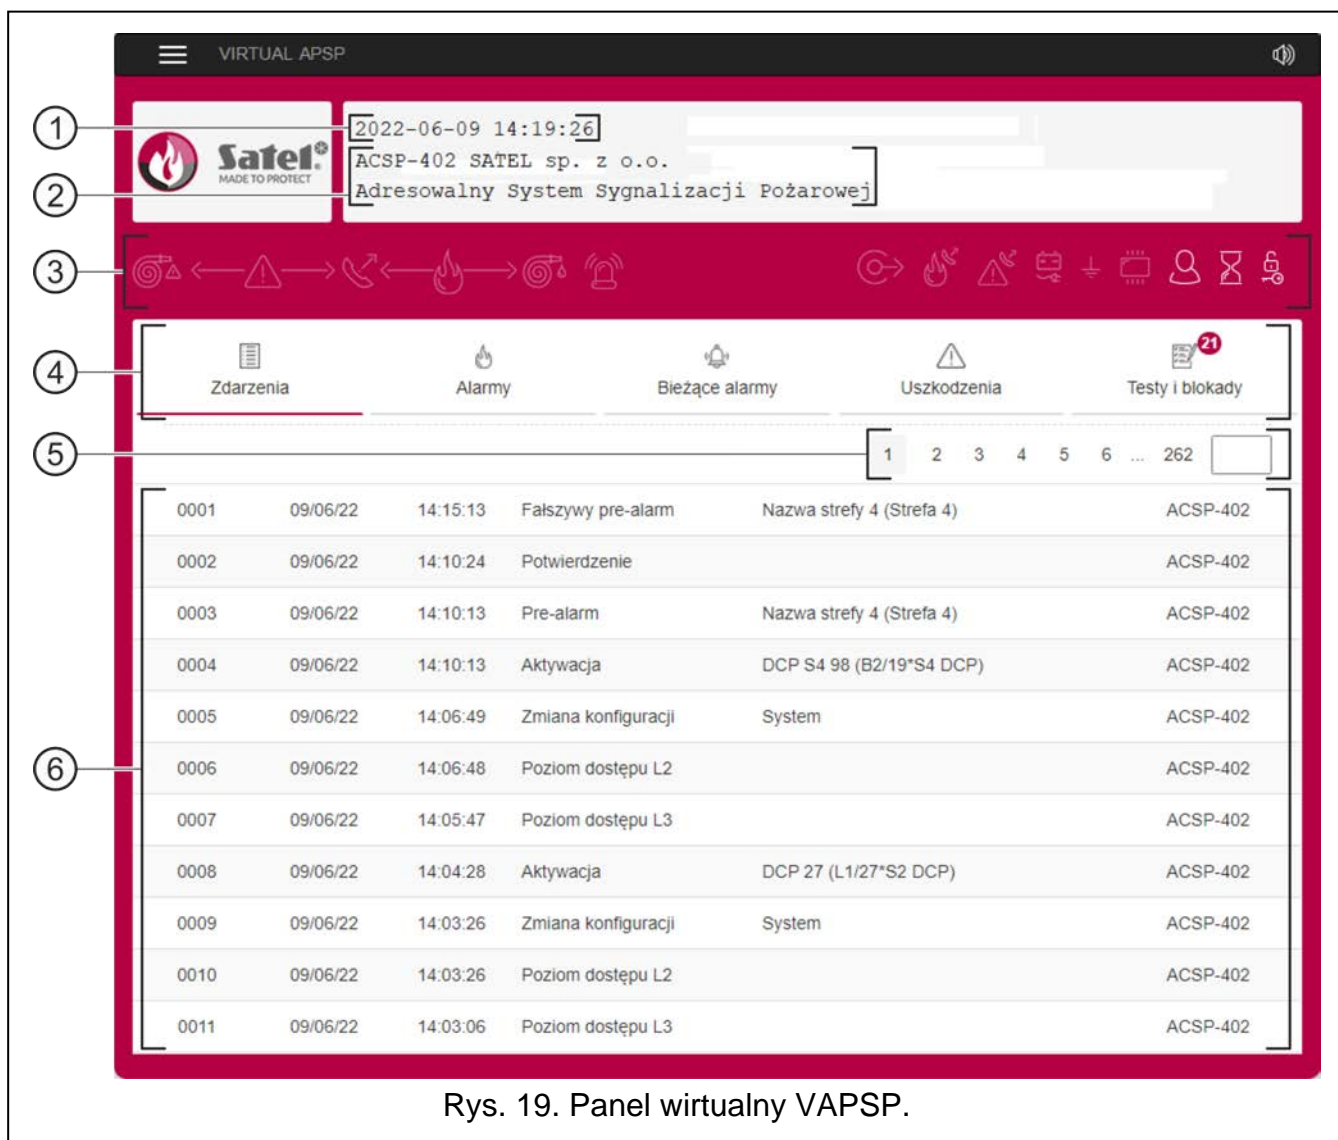 VIRTUAL APSP
1
2022-06-09 14:19:26
Satel®
MADE TO PROTECT
2
ACSP-402 SATEL sp. z o.o.
Adresowalny System Sygnalizacji Pożarowej
3
4
21
Zdarzenia Alarmy Bieżące alarmy Uszkodzenia Testy i blokady
5
1 2 3 4 5 6 ... 262
6
0001 09/06/22 14:15:13 Fałszywy pre-alarm Nazwa strefy 4 (Strefa 4) ACSP-402
0002 09/06/22 14:10:24 Potwierdzenie ACSP-402
0003 09/06/22 14:10:13 Pre-alarm Nazwa strefy 4 (Strefa 4) ACSP-402
0004 09/06/22 14:10:13 Aktywacja DCP S4 98 (B2/19*S4 DCP) ACSP-402
0005 09/06/22 14:06:49 Zmiana konfiguracji System ACSP-402
0006 09/06/22 14:06:48 Poziom dostępu L2 ACSP-402
0007 09/06/22 14:05:47 Poziom dostępu L3 ACSP-402
0008 09/06/22 14:04:28 Aktywacja DCP 27 (L1/27*S2 DCP) ACSP-402
0009 09/06/22 14:03:26 Zmiana konfiguracji System ACSP-402
0010 09/06/22 14:03:26 Poziom dostępu L2 ACSP-402
0011 09/06/22 14:03:06 Poziom dostępu L3 ACSP-402
Rys. 19. Panel wirtualny VAPSP.